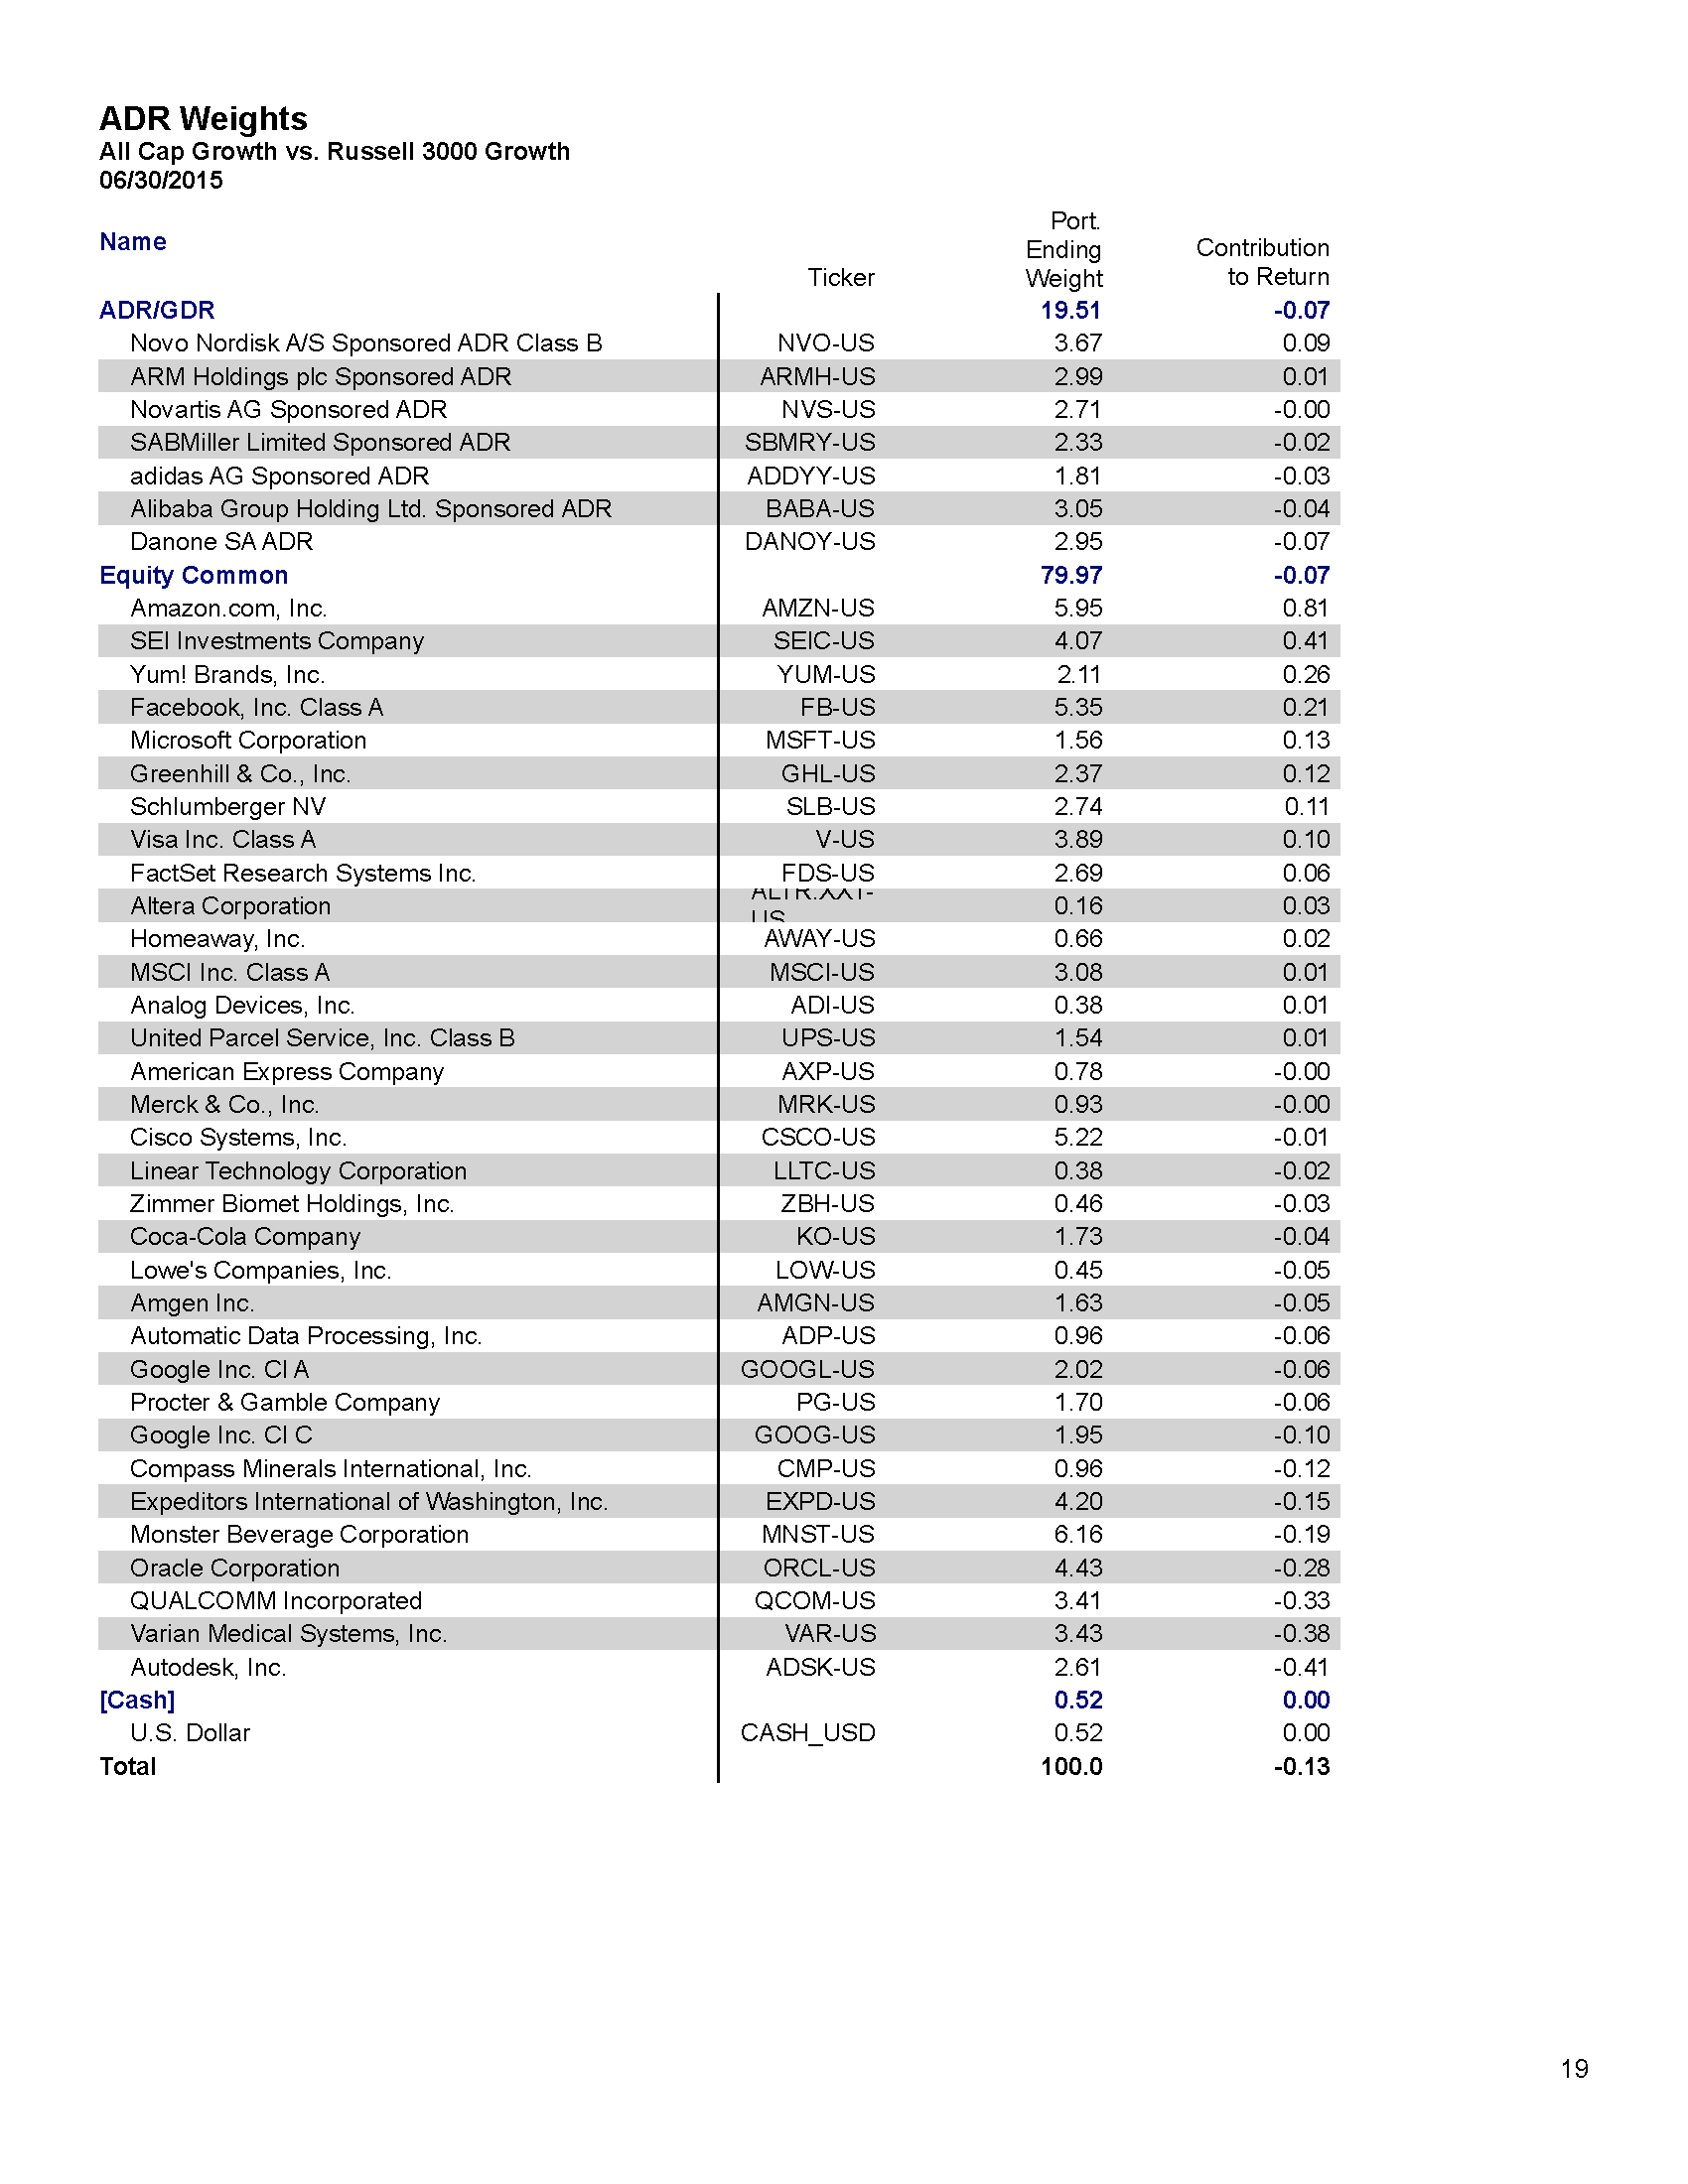 ADR Weights
All Cap Growth vs. Russell 3000 Growth
06/30/2015
Name Ticker Port. Ending Weight Contribution to Return
ADR/GDR 19.51 -0.07
Novo Nordisk A/S Sponsored ADR Class B NVO-US 3.67 0.09
ARM Holdings plc Sponsored ADR ARMH-US 2.99 0.01
Novartis AG Sponsored ADR NVS-US 2.71 -0.00
SABMiller Limited Sponsored ADR SBMRY-US 2.33 -0.02
adidas AG Sponsored ADR ADDYY-US 1.81 -0.03
Alibaba Group Holding Ltd. Sponsored ADR BABA-US 3.05 -0.04
Danone SA ADR DANOY-US 2.95 -0.07
Equity Common 79.97 -0.07
Amazon.com, Inc. AMZN-US 5.95 0.81
SEI Investments Company SEIC-US 4.07 0.41
Yum! Brands, Inc. YUM-US 2.11 0.26
Facebook, Inc. Class A FB-US 5.35 0.21
Microsoft Corporation MSFT-US 1.56 0.13
Greenhill & Co., Inc. GHL-US 2.37 0.12
Schlumberger NV SLB-US 2.74 0.11
Visa Inc. Class A V-US 3.89 0.10
FactSet Research Systems Inc. FDS-US 2.69 0.06
Altera Corporation 0.16 0.03
Homeaway, Inc. AWAY-US 0.66 0.02
MSCI Inc. Class A MSCI-US 3.08 0.01
Analog Devices, Inc. ADI-US 0.38 0.01
United Parcel Service, Inc. Class B UPS-US 1.54 0.01
American Express Company AXP-US 0.78 -0.00
Merck & Co., Inc. MRK-US 0.93 -0.00
Cisco Systems, Inc. CSCO-US 5.22 -0.01
Linear Technology Corporation LLTC-US 0.38 -0.02
Zimmer Biomet Holdings, Inc. ZBH-US 0.46 -0.03
Coca-Cola Company KO-US 1.73 -0.04
Lowe's Companies, Inc. LOW-US 0.45 -0.05
Amgen Inc. AMGN-US 1.63 -0.05
Automatic Data Processing, Inc. ADP-US 0.96 -0.06
Google Inc. Cl A GOOGL-US 2.02 -0.06
Procter & Gamble Company PG-US 1.70 -0.06
Google Inc. Cl C GOOG-US 1.95 -0.10
Compass Minerals International, Inc. CMP-US 0.96 -0.12
Expeditors International of Washington, Inc. EXPD-US 4.20 -0.15
Monster Beverage Corporation MNST-US 6.16 -0.19
Oracle Corporation ORCL-US 4.43 -0.28
QUALCOMM Incorporated QCOM-US 3.41 -0.33
Varian Medical Systems, Inc. VAR-US 3.43 -0.38
Autodesk, Inc. ADSK-US 2.61 -0.41
[Cash] 0.52 0.00
U.S. Dollar CASH_USD 0.52 0.00
Total 100.0 -0.13
19